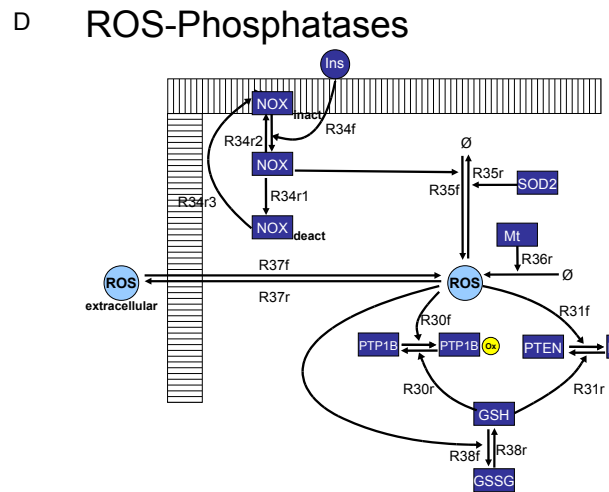 D
ROS-Phosphatases
Ins
NOX
inact
R34f
R34r2
NOX
R34r1
R34r3
NOX
deact
Ø
R35r
R35f
SOD2
Mt
R36r
Ø
ROS
extracellular
R37f
R37r
ROS
R30f
R31f
PTP1B
PTP1B
Ox
PTEN
R30r
R31r
GSH
R38f
R38r
GSSG